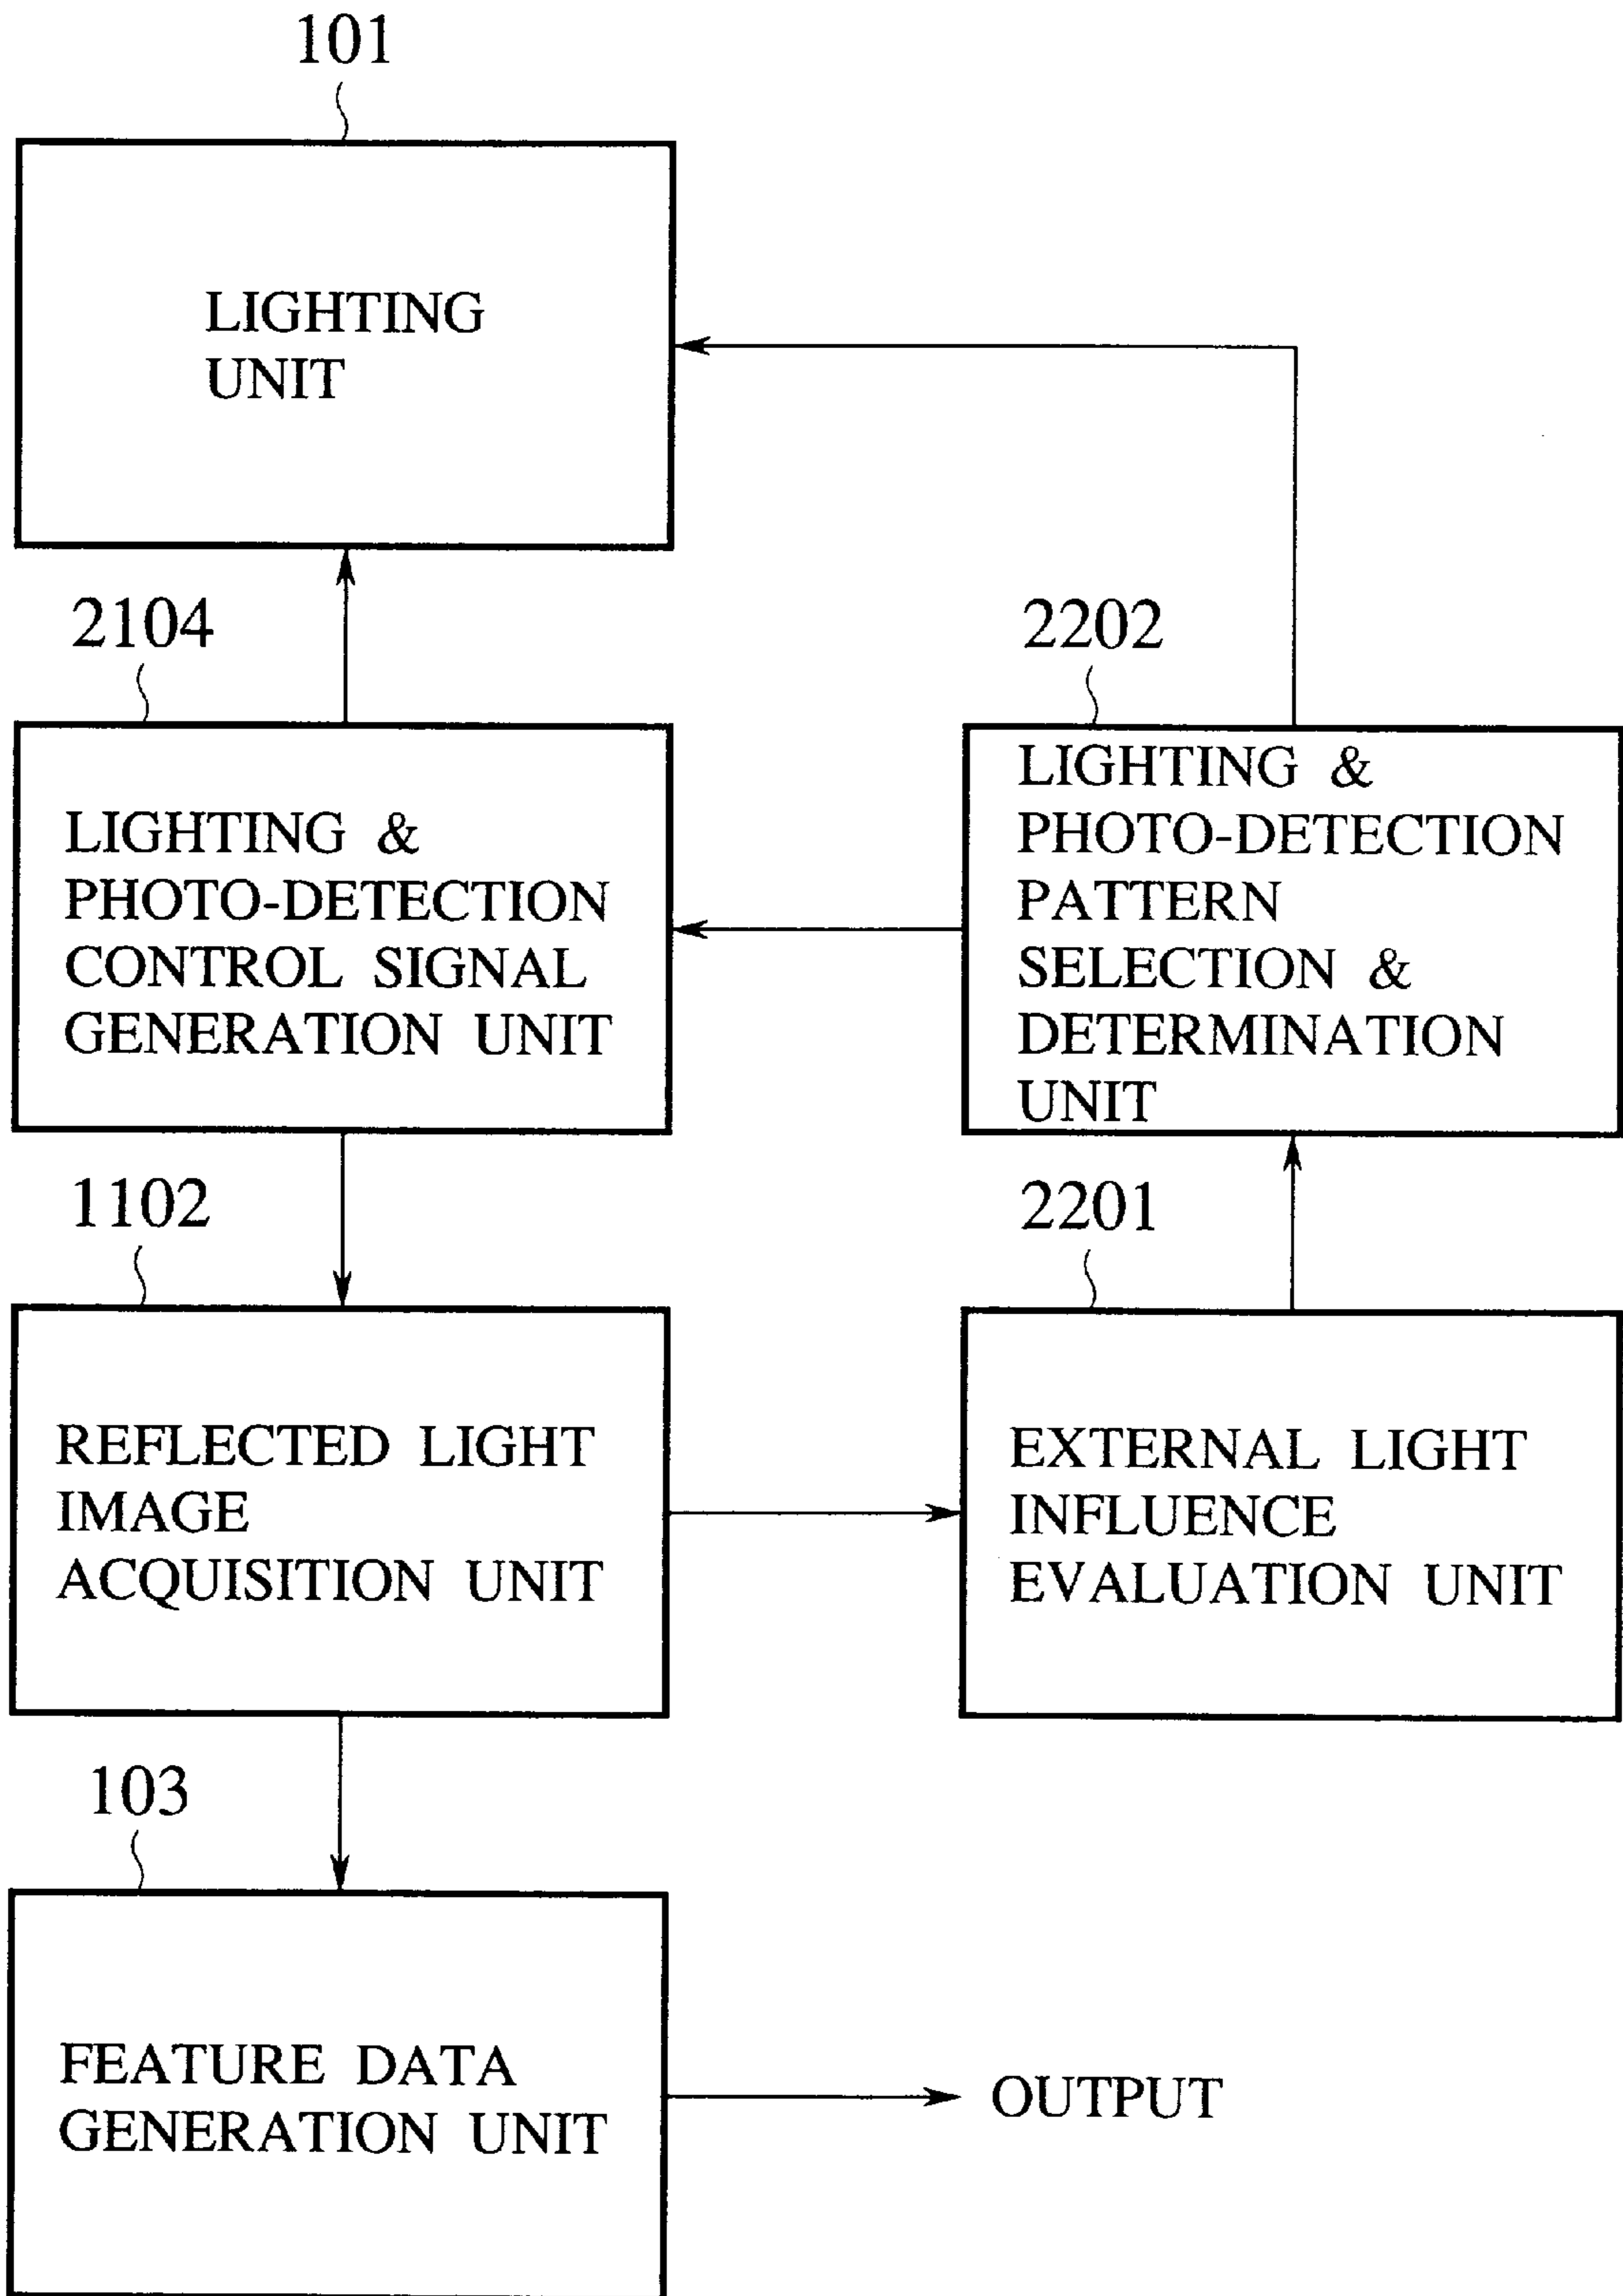 101
LIGHTING
UNIT
2104
LIGHTING &
PHOTO-DETECTION
CONTROL SIGNAL
GENERATION UNIT
2202
LIGHTING &
PHOTO-DETECTION
PATTERN
SELECTION &
DETERMINATION
UNIT
1102
REFLECTED LIGHT
IMAGE
ACQUISITION UNIT
2201
EXTERNAL LIGHT
INFLUENCE
EVALUATION UNIT
103
FEATURE DATA
GENERATION UNIT
OUTPUT